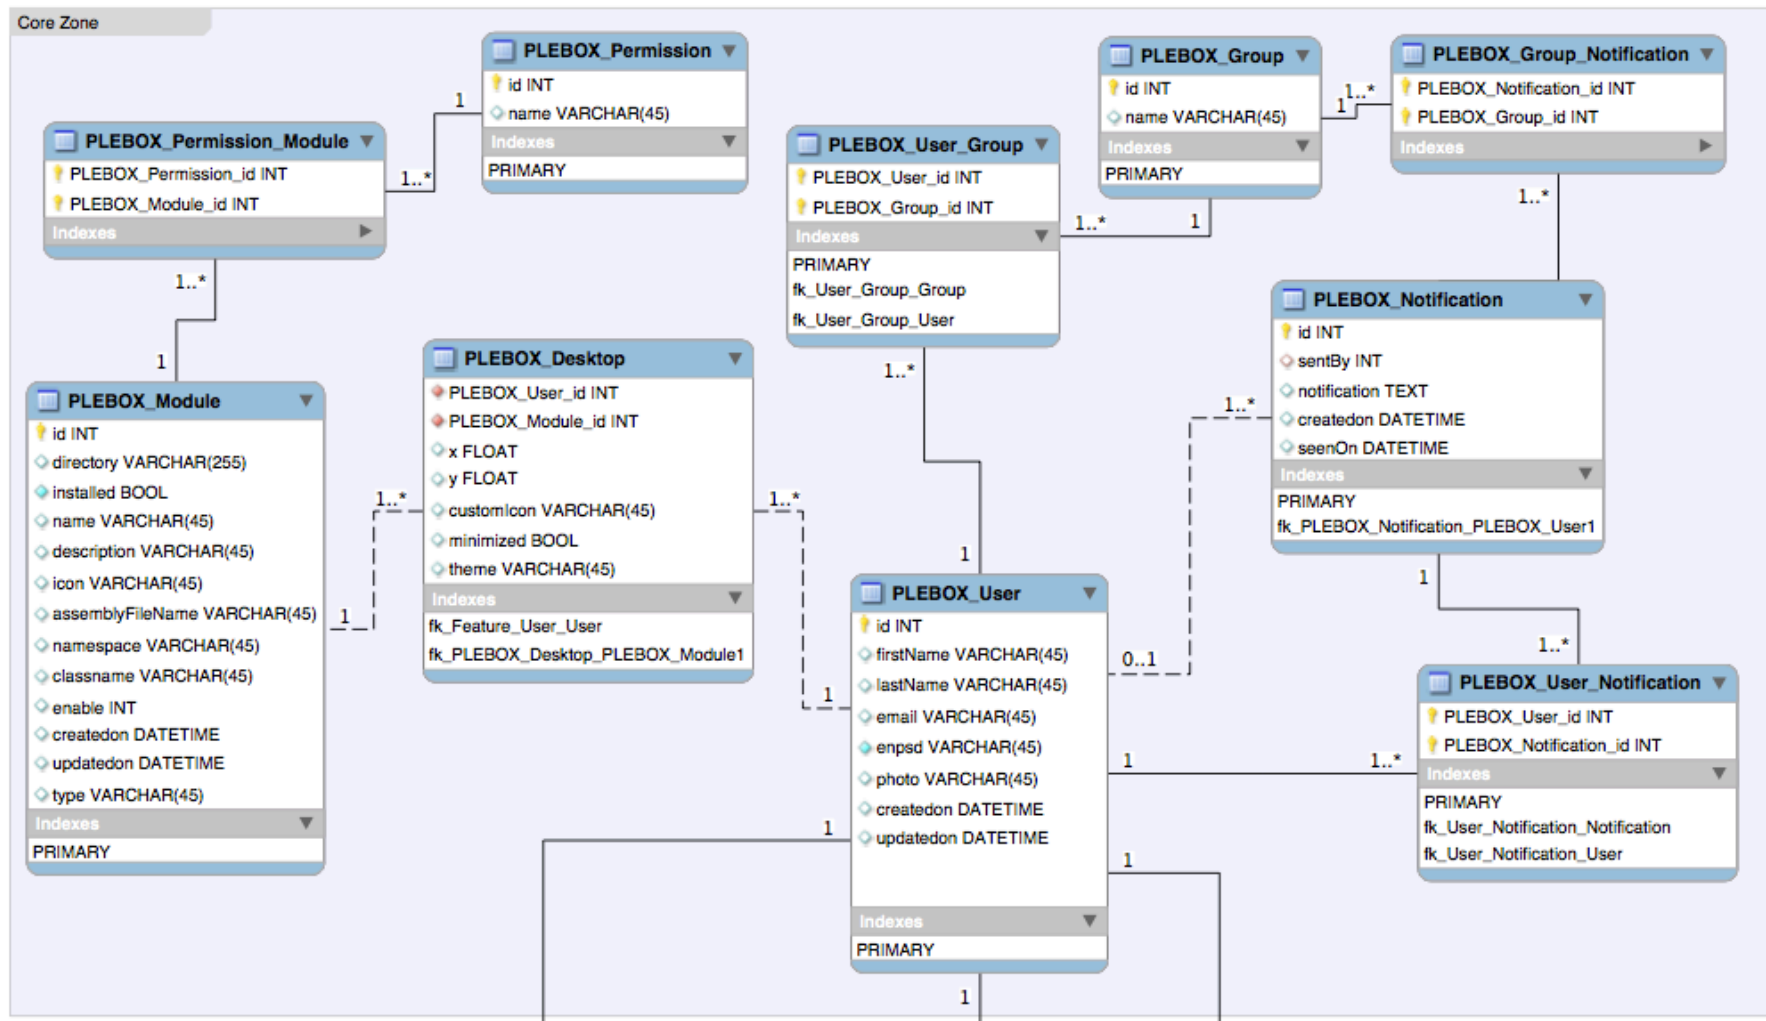 Core Zone
PLEBOX_Permission
id INT
name VARCHAR(45)
Indexes
PRIMARY
1
1..*
PLEBOX_Permission_Module
PLEBOX_Permission_id INT
PLEBOX_Module_id INT
Indexes
1..*
1
PLEBOX_Module
id INT
directory VARCHAR(255)
installed BOOL
name VARCHAR(45)
description VARCHAR(45)
icon VARCHAR(45)
assemblyFileName VARCHAR(45)
namespace VARCHAR(45)
classname VARCHAR(45)
enable INT
createdon DATETIME
updatedon DATETIME
type VARCHAR(45)
Indexes
PRIMARY
1
1..*
PLEBOX_Desktop
PLEBOX_User_id INT
PLEBOX_Module_id INT
x FLOAT
y FLOAT
customIcon VARCHAR(45)
minimized BOOL
theme VARCHAR(45)
Indexes
fk_Feature_User_User
fk_PLEBOX_Desktop_PLEBOX_Module1
1..*
1
PLEBOX_User_Group
PLEBOX_User_id INT
PLEBOX_Group_id INT
Indexes
PRIMARY
fk_User_Group_Group
fk_User_Group_User
1..*
1
1..*
1
PLEBOX_Group
id INT
name VARCHAR(45)
Indexes
PRIMARY
1
1..*
PLEBOX_Group_Notification
PLEBOX_Notification_id INT
PLEBOX_Group_id INT
Indexes
1..*
PLEBOX_Notification
id INT
sentBy INT
notification TEXT
createdon DATETIME
seenOn DATETIME
Indexes
PRIMARY
fk_PLEBOX_Notification_PLEBOX_User1
1..*
0..1
1
1..*
PLEBOX_User
id INT
firstName VARCHAR(45)
lastName VARCHAR(45)
email VARCHAR(45)
enpsd VARCHAR(45)
photo VARCHAR(45)
createdon DATETIME
updatedon DATETIME
Indexes
PRIMARY
1
1..*
1
1
1
PLEBOX_User_Notification
PLEBOX_User_id INT
PLEBOX_Notification_id INT
Indexes
PRIMARY
fk_User_Notification_Notification
fk_User_Notification_User